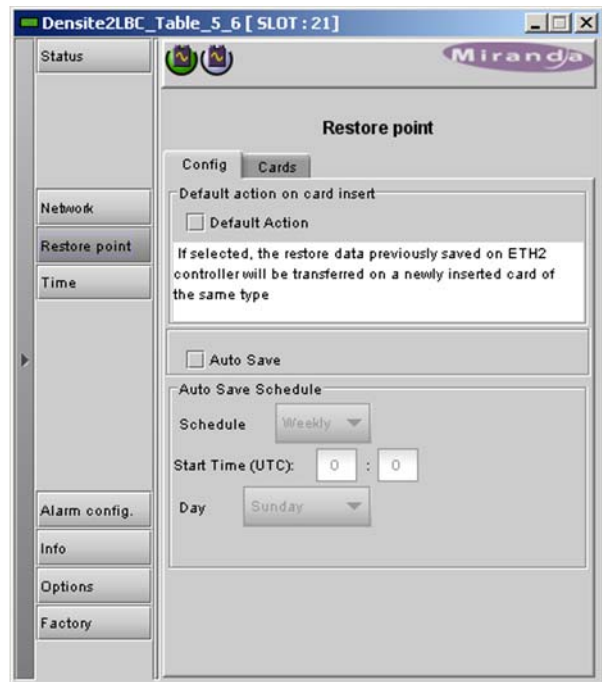 Densite2LBC_Table_5_6 [ SLOT : 21]
Status
Miranda
Restore point
Config
Cards
Default action on card insert
Default Action
If selected, the restore data previously saved on ETH2
controller will be transferred on a newly inserted card of
the same type
Network
Restore point
Time
Auto Save
Auto Save Schedule
Schedule
Weekly
Start Time (UTC):
0 : 0
Day
Sunday
Alarm config.
Info
Options
Factory